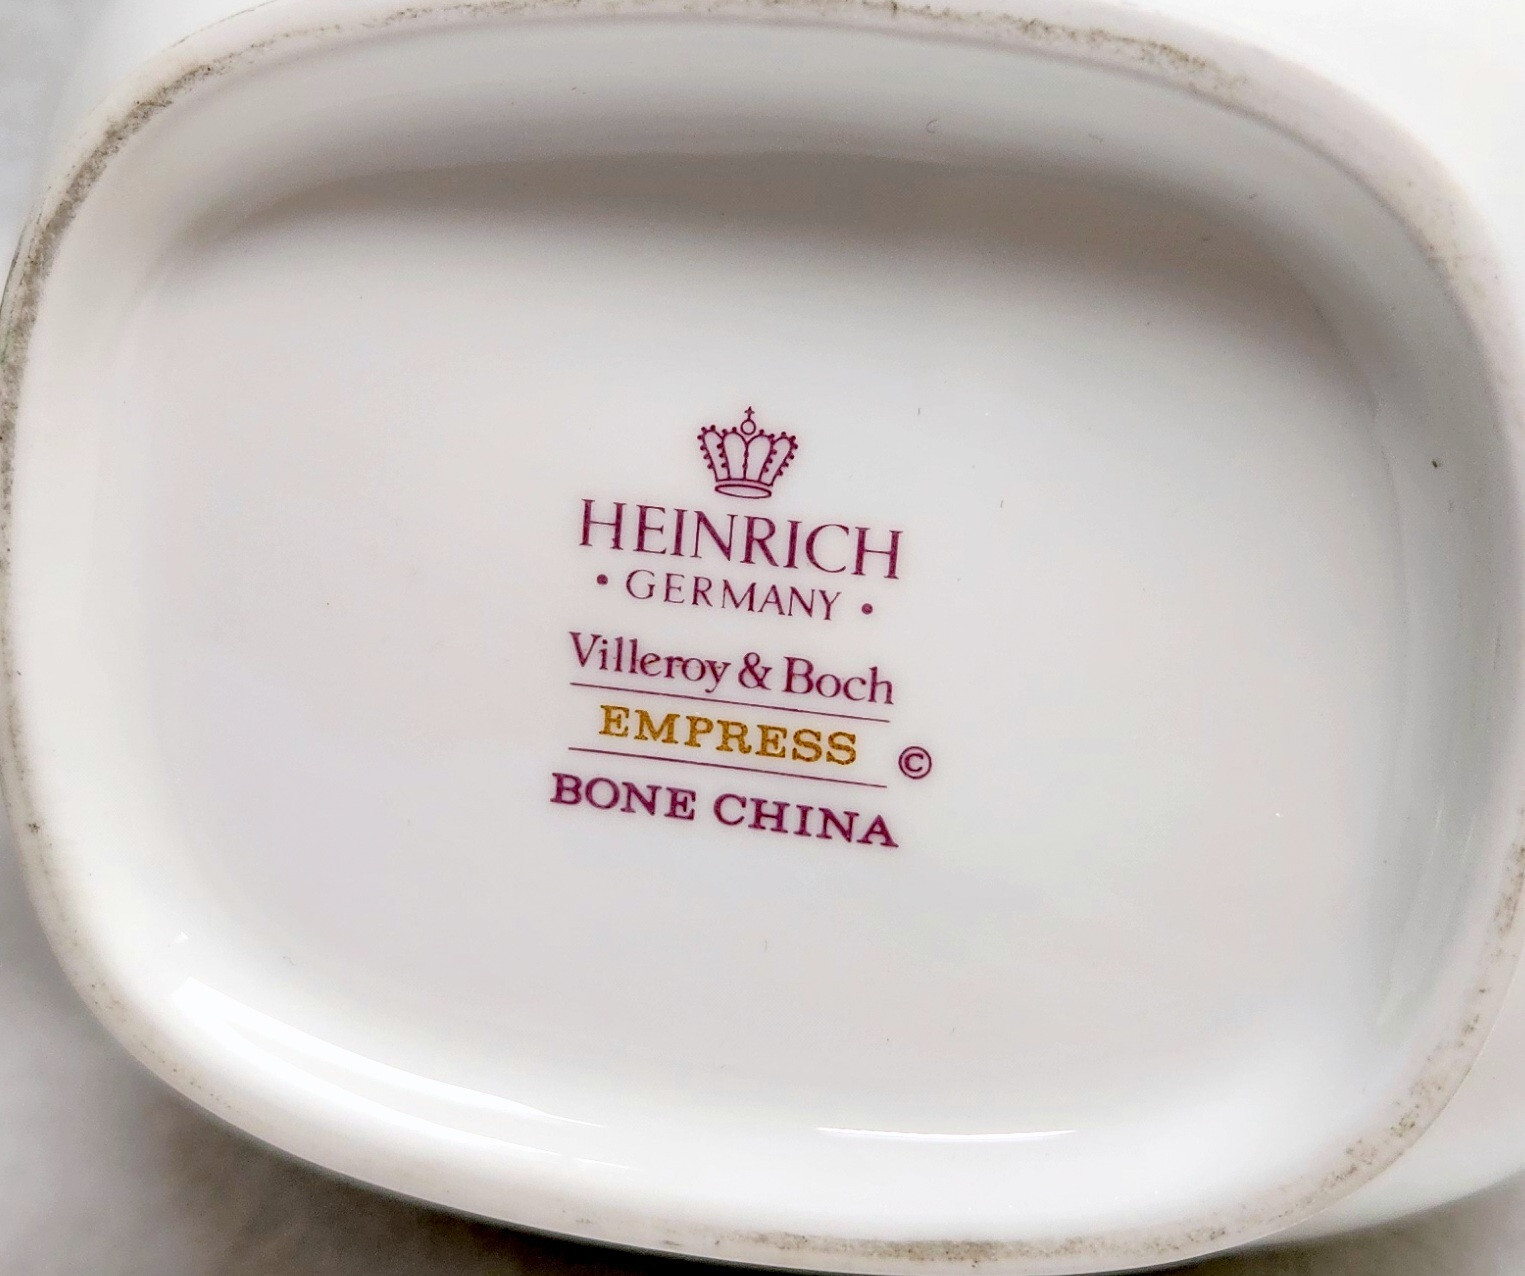 HEINRICH
• GERMANY •
Villeroy & Boch
EMPRESS ©
BONE CHINA